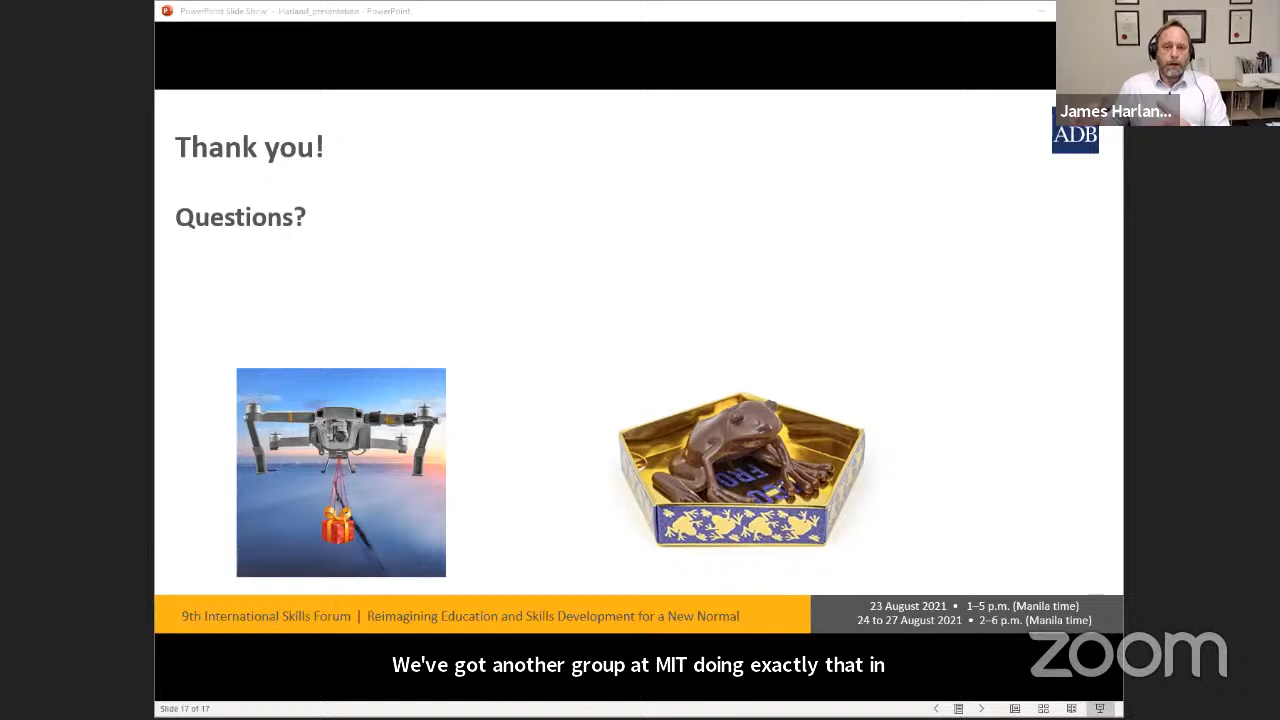 PowerPoint Slide Show - Harland_presentation - PowerPoint
James Harlan...
ADB
Thank you!
Questions?
FRO
9th International Skills Forum | Reimagining Education and Skills Development for a New Normal
23 August 2021 • 1–5 p.m. (Manila time)
24 to 27 August 2021 • 2–6 p.m. (Manila time)
We've got another group at MIT doing exactly that in
zoom
Slide 17 of 17